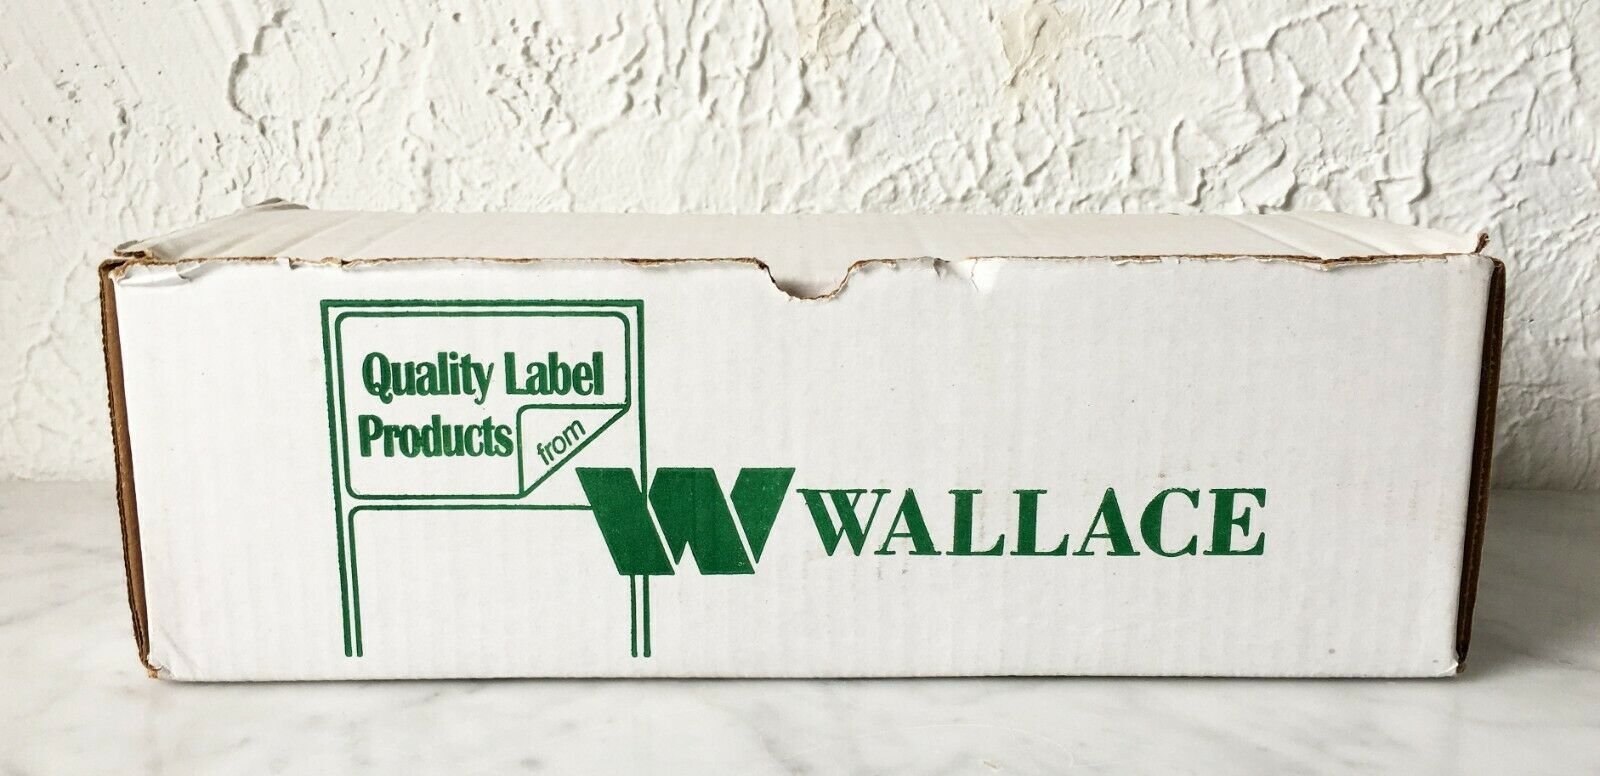 Quality Label
Products from
W WALLACE